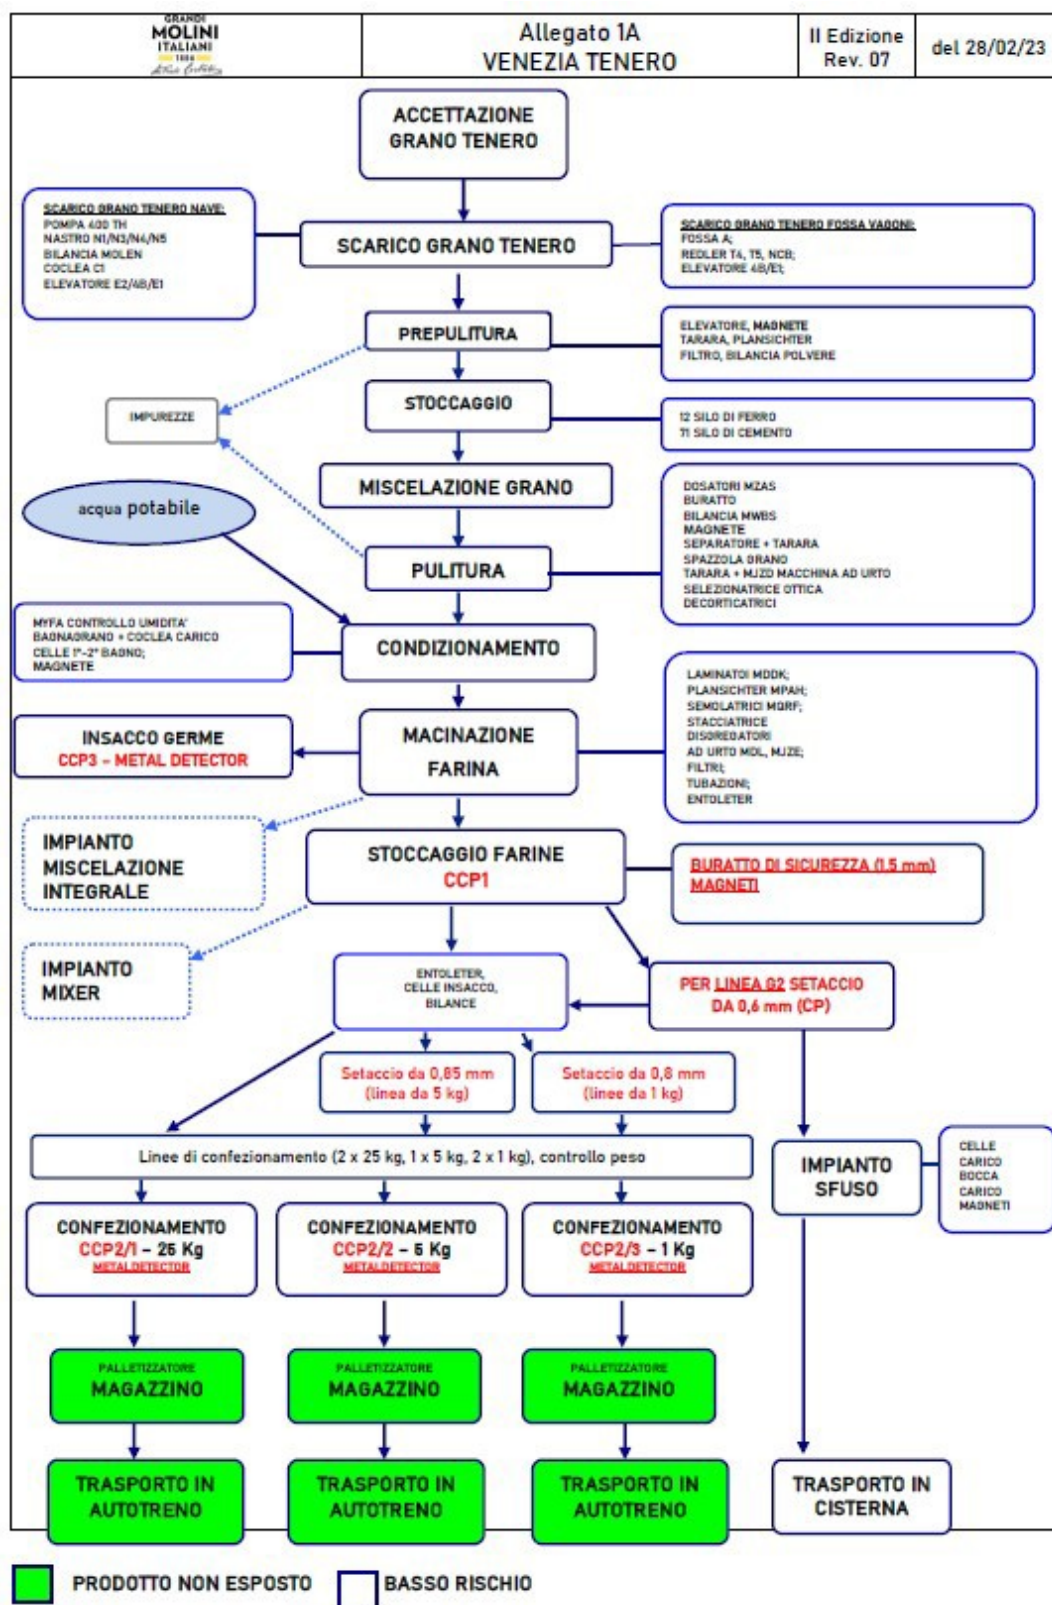 GRANDI
MOLINI
ITALIANI
1886
Allegato 1A
VENEZIA TENERO
II Edizione
Rev. 07
del 28/02/23
ACCETTAZIONE
GRANO TENERO
SCARICO GRANO TENERO NAVE:
POMPA 400 TH
NASTRO N1/N3/N4/N5
BILANCIA MOLEN
COCLEA C1
ELEVATORE E2/4B/E1
SCARICO GRANO TENERO
SCARICO GRANO TENERO FOSSA VAGONI:
FOSSA A;
REDLER T4, T5, NCB;
ELEVATORE 4B/E1;
PREPULITURA
ELEVATORE, MAGNETE
TARARA, PLANSICHTER
FILTRO, BILANCIA POLVERE
IMPUREZZE
STOCCAGGIO
12 SILO DI FERRO
71 SILO DI CEMENTO
MISCELAZIONE GRANO
acqua potabile
PULITURA
DOSATORI MZAS
BURATTO
BILANCIA MWBS
MAGNETE
SEPARATORE + TARARA
SPAZZOLA GRANO
TARARA + MJZD MACCHINA AD URTO
SELEZIONATRICE OTTICA
DECORTICATRICI
MYFA CONTROLLO UMIDITA'
BAGNAGRANO + COCLEA CARICO
CELLE 1°-2° BAGNO;
MAGNETE
CONDIZIONAMENTO
INSACCO GERME
CCP3 – METAL DETECTOR
MACINAZIONE
FARINA
LAMINATOI MDDK;
PLANSICHTER MPAH;
SEMOLATRICI MQRF;
STACCIATRICE
DISGREGATORI
AD URTO MDL, MJZE;
FILTRI;
TUBAZIONI;
ENTOLETER
IMPIANTO
MISCELAZIONE
INTEGRALE
STOCCAGGIO FARINE
CCP1
BURATTO DI SICUREZZA (1.5 mm)
MAGNETI
IMPIANTO
MIXER
ENTOLETER,
CELLE INSACCO,
BILANCE
PER LINEA G2 SETACCIO
DA 0,6 mm (CP)
Setaccio da 0,85 mm
(linea da 5 kg)
Setaccio da 0,8 mm
(linee da 1 kg)
Linee di confezionamento (2 x 25 kg, 1 x 5 kg, 2 x 1 kg), controllo peso
IMPIANTO
SFUSO
CELLE
CARICO
BOCCA
CARICO
MAGNETI
CONFEZIONAMENTO
CCP2/1 – 25 Kg
METALDETECTOR
CONFEZIONAMENTO
CCP2/2 – 5 Kg
METALDETECTOR
CONFEZIONAMENTO
CCP2/3 – 1 Kg
METALDETECTOR
PALLETIZZATORE
MAGAZZINO
PALLETIZZATORE
MAGAZZINO
PALLETIZZATORE
MAGAZZINO
TRASPORTO IN
AUTOTRENO
TRASPORTO IN
AUTOTRENO
TRASPORTO IN
AUTOTRENO
TRASPORTO IN
CISTERNA
PRODOTTO NON ESPOSTO
BASSO RISCHIO